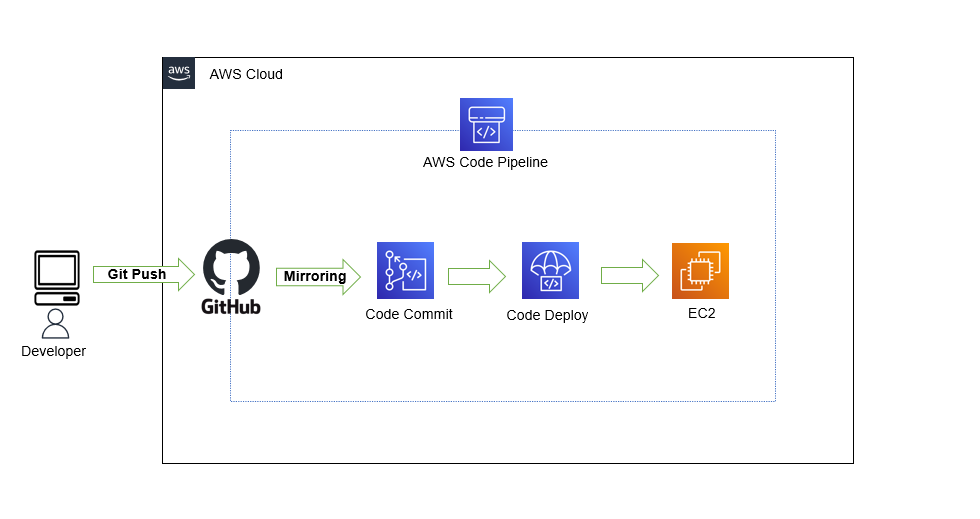 aws
AWS Cloud
</>
AWS Code Pipeline
Git Push
GitHub
Mirroring
</>
</>
Developer
Code Commit
Code Deploy
EC2